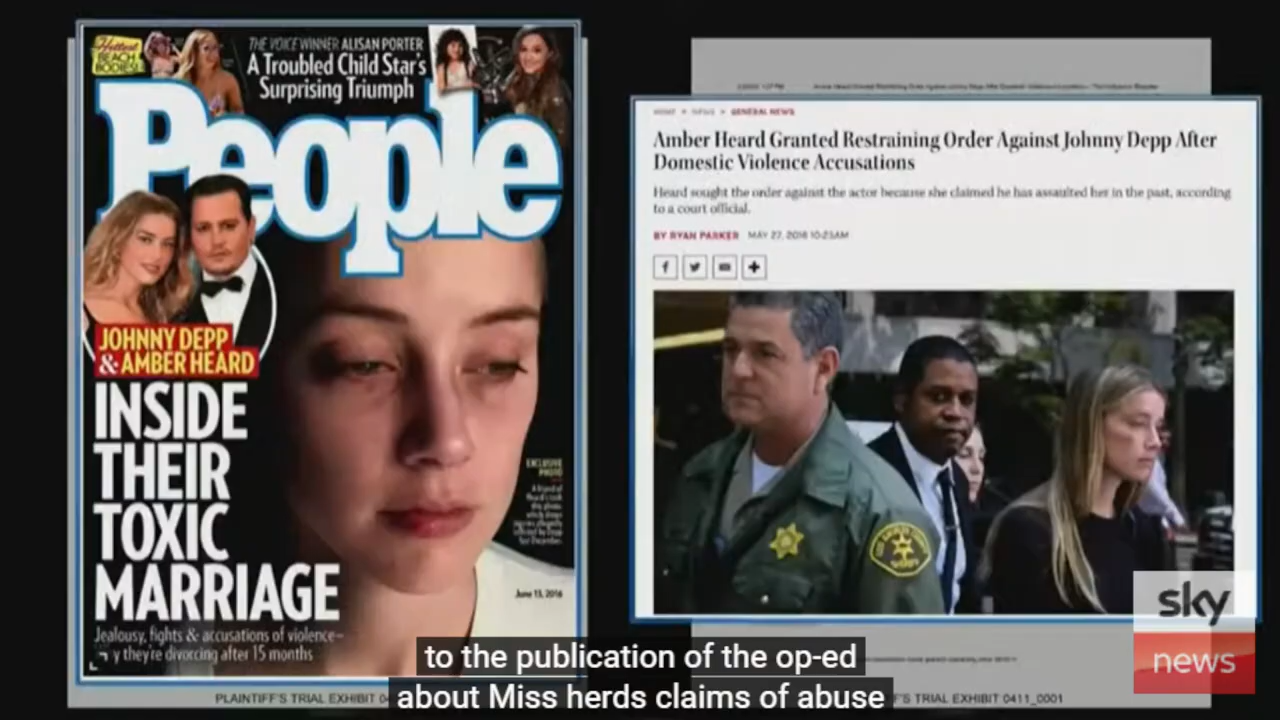 Hottest
BEACH
BODIES!
THE VOICE WINNER ALISAN PORTER
A Troubled Child Star's
Surprising Triumph
People
JOHNNY DEPP
& AMBER HEARD
INSIDE
THEIR
TOXIC
MARRIAGE
Jealousy, fights & accusations of violence–
y they're divorcing after 15 months
EXCLUSIVE
PHOTO
June 13, 2016
PLAINTIFF'S TRIAL EXHIBIT 04
HOME > NEWS > GENERAL NEWS
Amber Heard Granted Restraining Order Against Johnny Depp After
Domestic Violence Accusations
Heard sought the order against the actor because she claimed he has assaulted her in the past, according
to a court official.
BY RYAN PARKER MAY 27, 2016 10:25AM
sky
news
F'S TRIAL EXHIBIT 0411_0001
to the publication of the op-ed
about Miss herds claims of abuse